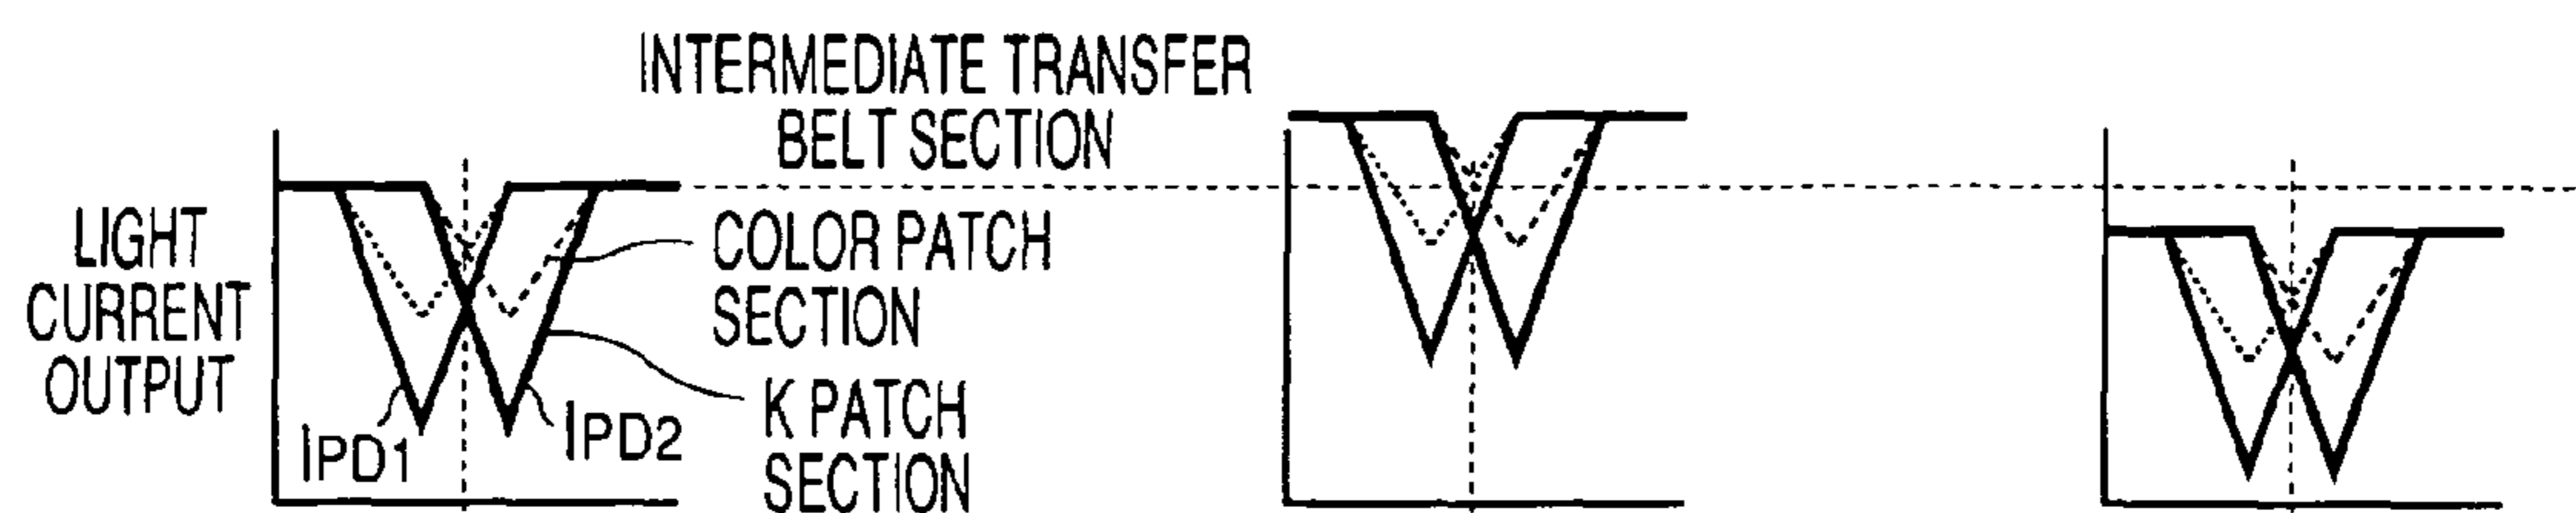 LIGHT
CURRENT
OUTPUT
INTERMEDIATE TRANSFER
BELT SECTION
COLOR PATCH
SECTION
K PATCH
SECTION
IPD1
IPD2